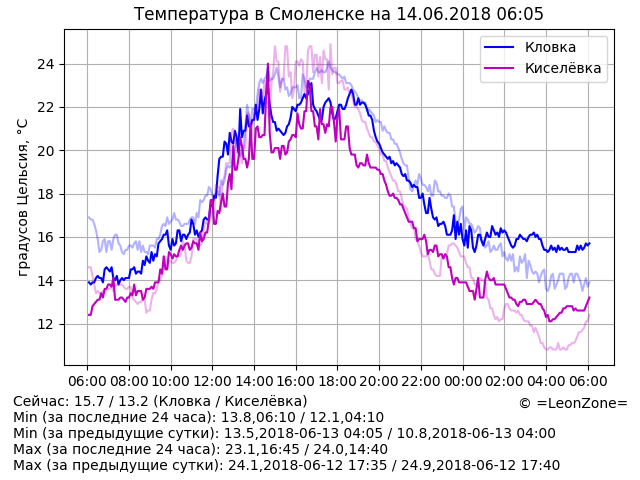 Температура в Смоленске на 14.06.2018 06:05
Кловка
Киселёвка
градусов Цельсия, °C
24
22
20
18
16
14
12
06:00 08:00 10:00 12:00 14:00 16:00 18:00 20:00 22:00 00:00 02:00 04:00 06:00
Сейчас: 15.7 / 13.2 (Кловка / Киселёвка)
© =LeonZone=
Min (за последние 24 часа): 13.8,06:10 / 12.1,04:10
Min (за предыдущие сутки): 13.5,2018-06-13 04:05 / 10.8,2018-06-13 04:00
Max (за последние 24 часа): 23.1,16:45 / 24.0,14:40
Max (за предыдущие сутки): 24.1,2018-06-12 17:35 / 24.9,2018-06-12 17:40